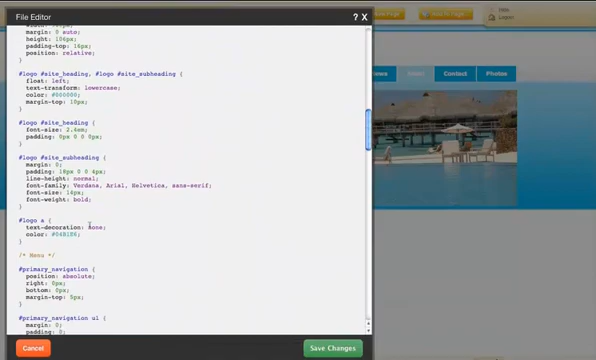 File Editor
? X
margin: 0 auto;
height: 106px;
padding-top: 16px;
position: relative;
}
#logo #site_heading, #logo #site_subheading {
float: left;
text-transform: lowercase;
color: #000000;
margin-top: 10px;
}
#logo #site_heading {
font-size: 2.4em;
padding: 0px 0 0 0px;
}
#logo #site_subheading {
margin: 0;
padding: 18px 0 0 4px;
line-height: normal;
font-family: Verdana, Arial, Helvetica, sans-serif;
font-size: 14px;
font-weight: bold;
}
#logo a {
text-decoration: none;
color: #0481E6;
}
/* Menu */
#primary_navigation {
position: absolute;
right: 0px;
bottom: 0px;
margin-top: 5px;
}
#primary_navigation ul {
margin: 0;
padding: 0;
Cancel
Save Changes
Contact
Photos